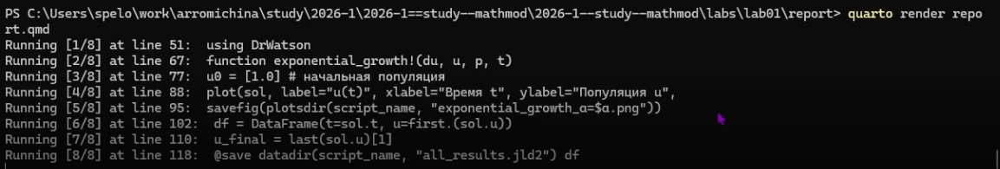 PS C:\Users\spelo\work\arromichina\study\2026-1\2026-1==study--mathmod\2026-1--study--mathmod\labs\lab01\report> quarto render repo
rt.qmd
Running [1/8] at line 51:  using DrWatson
Running [2/8] at line 67:  function exponential_growth!(du, u, p, t)
Running [3/8] at line 77:  u0 = [1.0] # начальная популяция
Running [4/8] at line 88:  plot(sol, label="u(t)", xlabel="Время t", ylabel="Популяция u",
Running [5/8] at line 95:  savefig(plotsdir(script_name, "exponential_growth_α=$α.png"))
Running [6/8] at line 102:  df = DataFrame(t=sol.t, u=first.(sol.u))
Running [7/8] at line 110:  u_final = last(sol.u)[1]
Running [8/8] at line 118:  @save datadir(script_name, "all_results.jld2") df